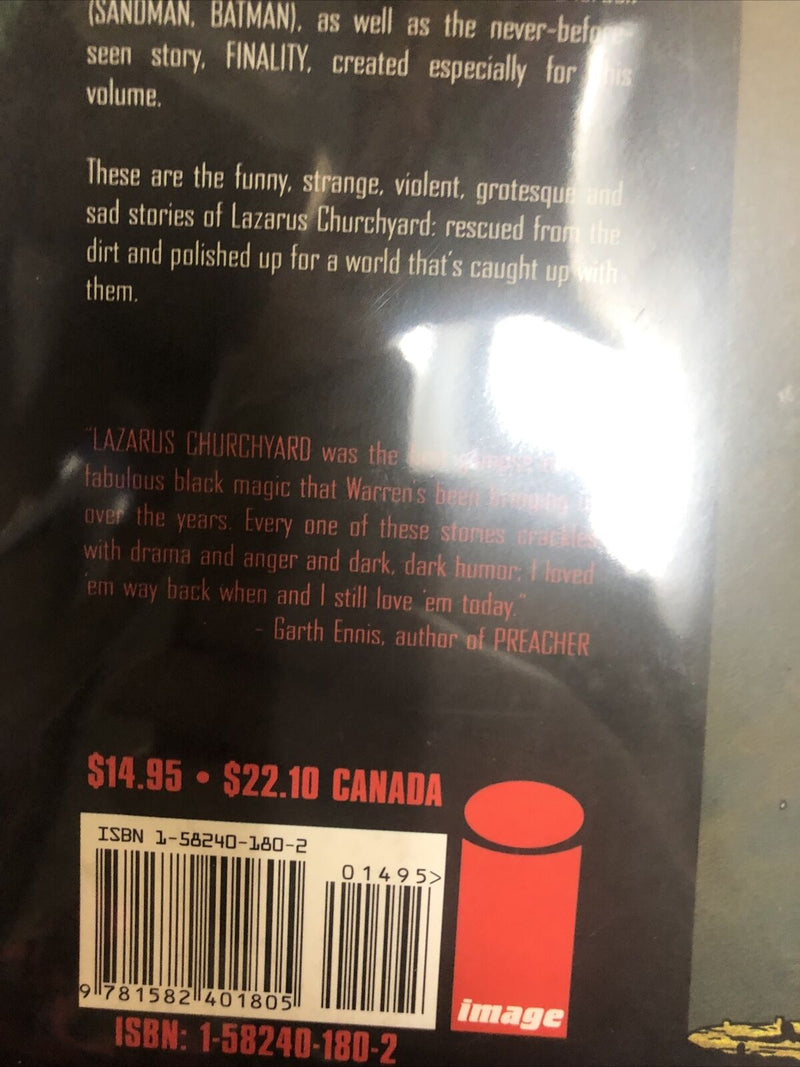 (SANDMAN, BATMAN), as well as the never-before
seen story, FINALITY, created especially for this
volume.
These are the funny, strange, violent, grotesque and
sad stories of Lazarus Churchyard: rescued from the
dirt and polished up for a world that's caught up with
them.
"LAZARUS CHURCHYARD was the
fabulous black magic that Warren's been bringing
over the years. Every one of these stories crackles
with drama and anger and dark, dark humor; I loved
'em way back when and I still love 'em today."
- Garth Ennis, author of PREACHER
$14.95 • $22.10 CANADA
ISBN 1-58240-180-2
01495>
9 781582 401805
image
ISBN: 1-58240-180-2